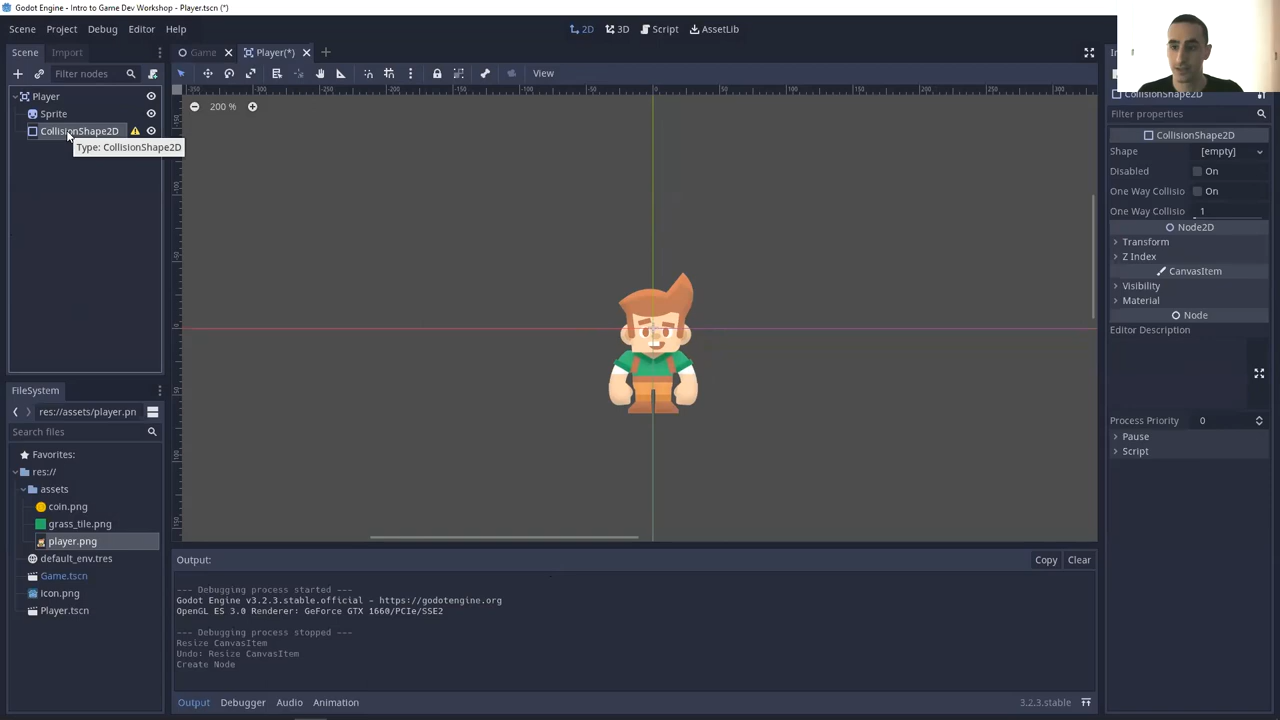 Godot Engine - Intro to Game Dev Workshop - Player.tscn (*)
Scene Project Debug Editor Help
2D 3D Script AssetLib
Scene Import
Game Player(*)
Filter nodes
View
Player
Sprite
CollisionShape2D
Type: CollisionShape2D
200 %
CollisionShape2D
Filter properties
CollisionShape2D
Shape [empty]
Disabled On
One Way Collisio On
One Way Collisio 1
Node2D
Transform
Z Index
CanvasItem
Visibility
Material
Node
Editor Description
Process Priority 0
Pause
Script
FileSystem
res://assets/player.pn
Search files
Favorites:
res://
assets
coin.png
grass_tile.png
player.png
default_env.tres
Game.tscn
icon.png
Player.tscn
Output: Copy Clear
--- Debugging process started ---
Godot Engine v3.2.3.stable.official - https://godotengine.org
OpenGL ES 3.0 Renderer: GeForce GTX 1660/PCIe/SSE2
--- Debugging process stopped ---
Resize CanvasItem
Undo: Resize CanvasItem
Create Node
Output Debugger Audio Animation 3.2.3.stable